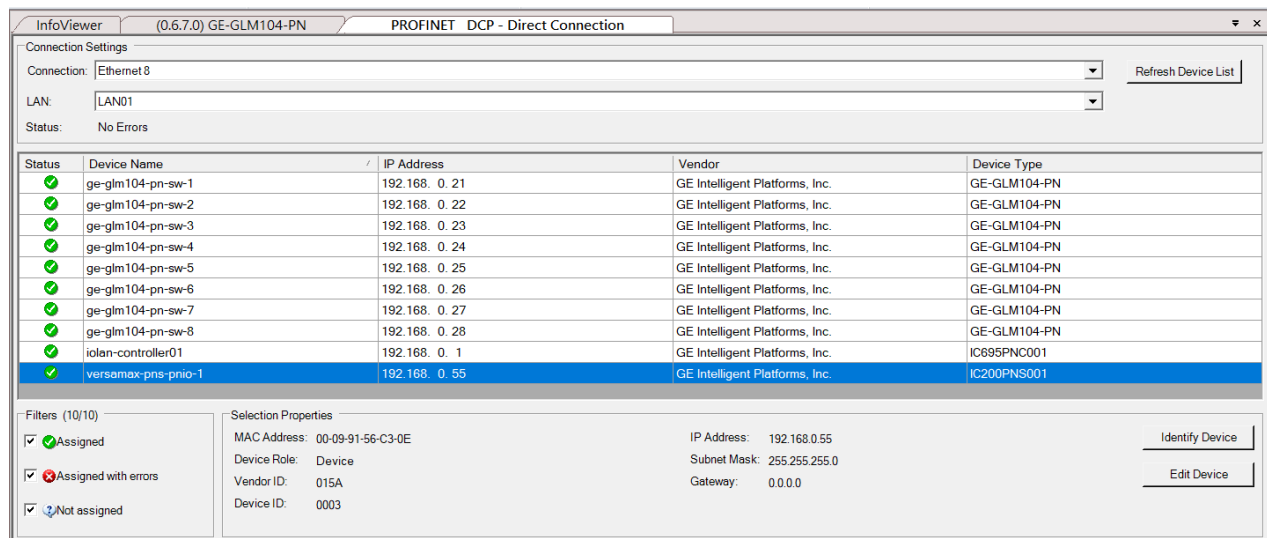 InfoViewer (0.6.7.0) GE-GLM104-PN PROFINET DCP - Direct Connection
Connection Settings
Connection: Ethernet 8 Refresh Device List
LAN: LAN01
Status: No Errors
Status Device Name IP Address Vendor Device Type
ge-glm104-pn-sw-1 192.168. 0. 21 GE Intelligent Platforms, Inc. GE-GLM104-PN
ge-glm104-pn-sw-2 192.168. 0. 22 GE Intelligent Platforms, Inc. GE-GLM104-PN
ge-glm104-pn-sw-3 192.168. 0. 23 GE Intelligent Platforms, Inc. GE-GLM104-PN
ge-glm104-pn-sw-4 192.168. 0. 24 GE Intelligent Platforms, Inc. GE-GLM104-PN
ge-glm104-pn-sw-5 192.168. 0. 25 GE Intelligent Platforms, Inc. GE-GLM104-PN
ge-glm104-pn-sw-6 192.168. 0. 26 GE Intelligent Platforms, Inc. GE-GLM104-PN
ge-glm104-pn-sw-7 192.168. 0. 27 GE Intelligent Platforms, Inc. GE-GLM104-PN
ge-glm104-pn-sw-8 192.168. 0. 28 GE Intelligent Platforms, Inc. GE-GLM104-PN
iolan-controller01 192.168. 0. 1 GE Intelligent Platforms, Inc. IC695PNC001
versamax-pns-pnio-1 192.168. 0. 55 GE Intelligent Platforms, Inc. IC200PNS001
Filters (10/10) Selection Properties
Assigned MAC Address: 00-09-91-56-C3-0E IP Address: 192.168.0.55 Identify Device
Device Role: Device Subnet Mask: 255.255.255.0
Assigned with errors Vendor ID: 015A Gateway: 0.0.0.0 Edit Device
Not assigned Device ID: 0003